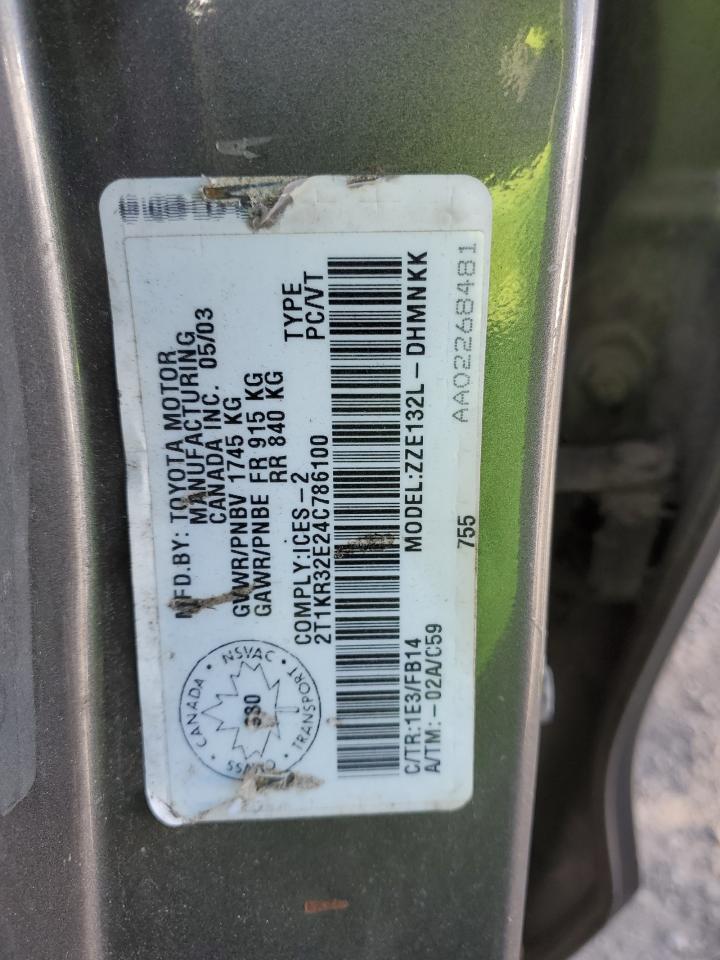 MFD.BY: TOYOTA MOTOR
MANUFACTURING
CANADA INC. 05/03
GVWR/PNBV 1745 KG
GAWR/PNBE FR 915 KG
RR 840 KG
COMPLY:ICES-2 TYPE
2T1KR32E24C786100 PC/VT
CANADA NSVAC
TRANSPORT
C/TR:1E3/FB14 MODEL:ZZE132L-DHMNKK
A/TM:-02A/C59
755 AA02268481